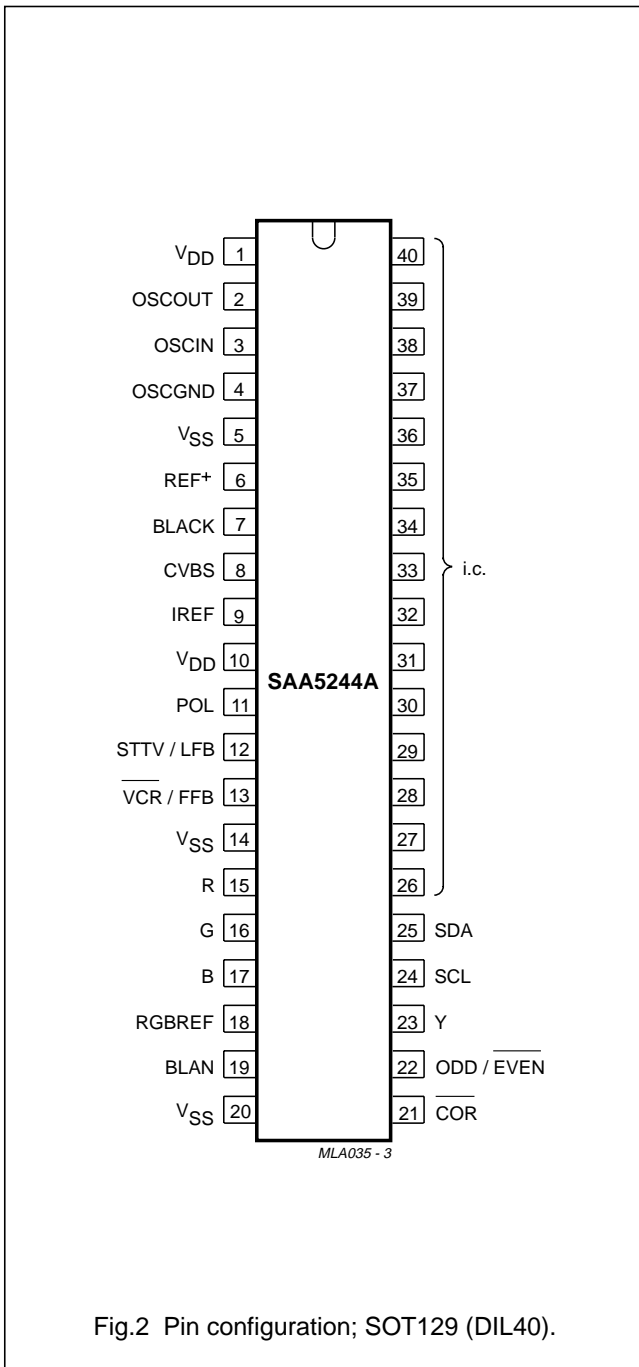 VDD 1 40
OSCOUT 2 39
OSCIN 3 38
OSCGND 4 37
VSS 5 36
REF+ 6 35
BLACK 7 34
CVBS 8 33 i.c.
IREF 9 32
VDD 10 31
SAA5244A
POL 11 30
STTV / LFB 12 29
V̅C̅R̅ / FFB 13 28
VSS 14 27
R 15 26
G 16 25 SDA
B 17 24 SCL
RGBREF 18 23 Y
BLAN 19 22 ODD / E̅V̅E̅N̅
VSS 20 21 C̅O̅R̅
MLA035 - 3
Fig.2 Pin configuration; SOT129 (DIL40).